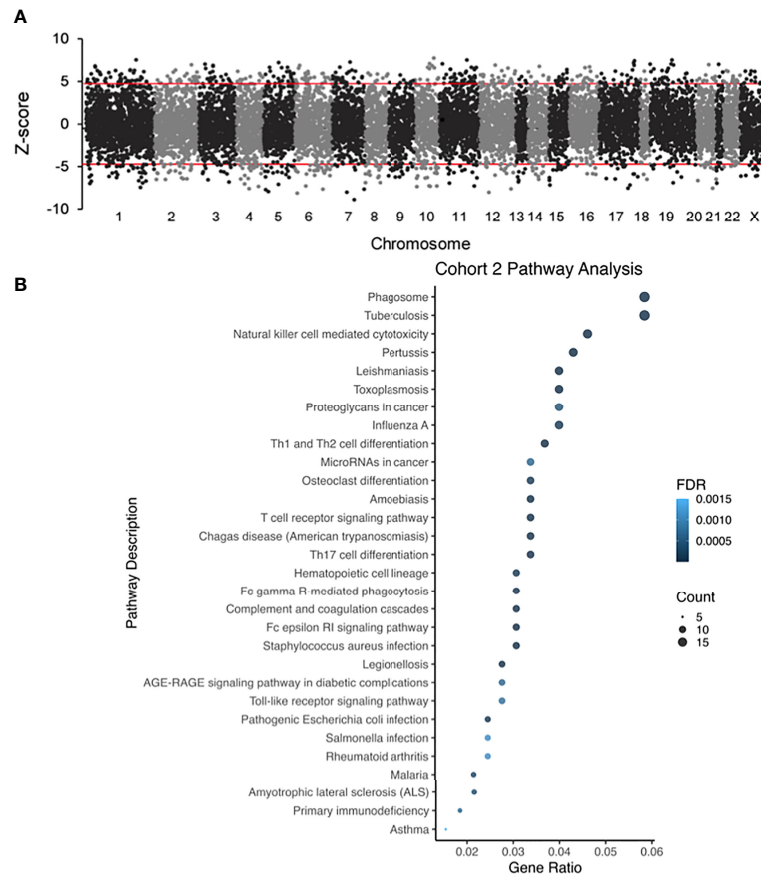 A
10
5
0
-5
-10
Z-score
1 2 3 4 5 6 7 8 9 10 11 12 13 14 15 16 17 18 19 20 21 22 X
Chromosome
B
Cohort 2 Pathway Analysis
Pathway Description
Phagosome
Tuberculosis
Natural killer cell mediated cytotoxicity
Pertussis
Leishmaniasis
Toxoplasmosis
Proteoglycans in cancer
Influenza A
Th1 and Th2 cell differentiation
MicroRNAs in cancer
Osteoclast differentiation
Amoebiasis
T cell receptor signaling pathway
Chagas disease (American trypanosomiasis)
Th17 cell differentiation
Hematopoietic cell lineage
Fc gamma R-mediated phagocytosis
Complement and coagulation cascades
Fc epsilon RI signaling pathway
Staphylococcus aureus infection
Legionellosis
AGE-RAGE signaling pathway in diabetic complications
Toll-like receptor signaling pathway
Pathogenic Escherichia coli infection
Salmonella infection
Rheumatoid arthritis
Malaria
Amyotrophic lateral sclerosis (ALS)
Primary immunodeficiency
Asthma
0.02 0.03 0.04 0.05 0.06
Gene Ratio
FDR
0.0015
0.0010
0.0005
Count
5
10
15